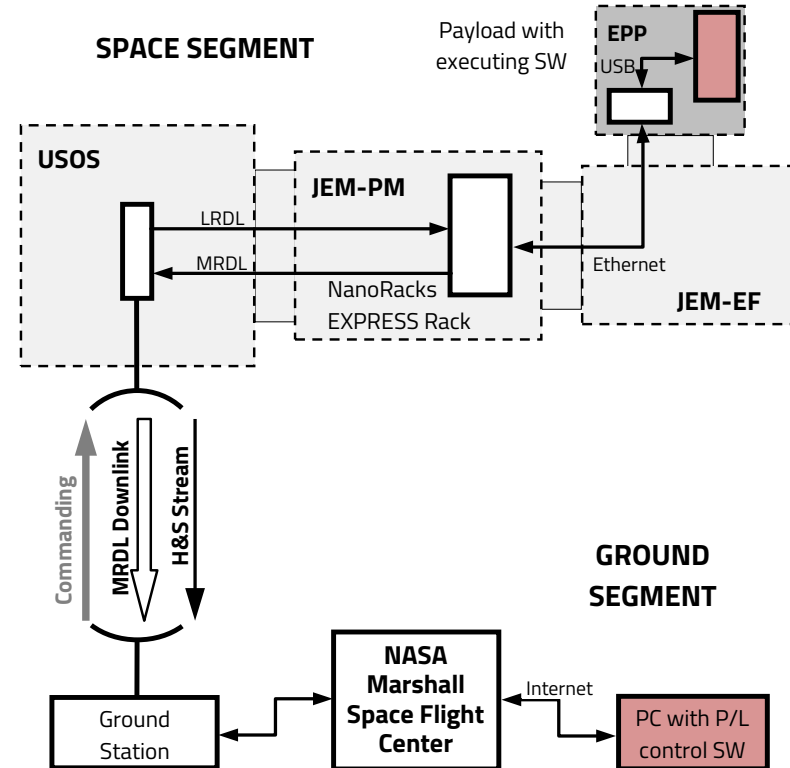 SPACE SEGMENT
Payload with
executing SW
EPP
USB
USOS
JEM-PM
LRDL
MRDL
NanoRacks
EXPRESS Rack
Ethernet
JEM-EF
Commanding
MRDL Downlink
H&S Stream
GROUND
SEGMENT
Ground
Station
NASA
Marshall
Space Flight
Center
Internet
PC with P/L
control SW